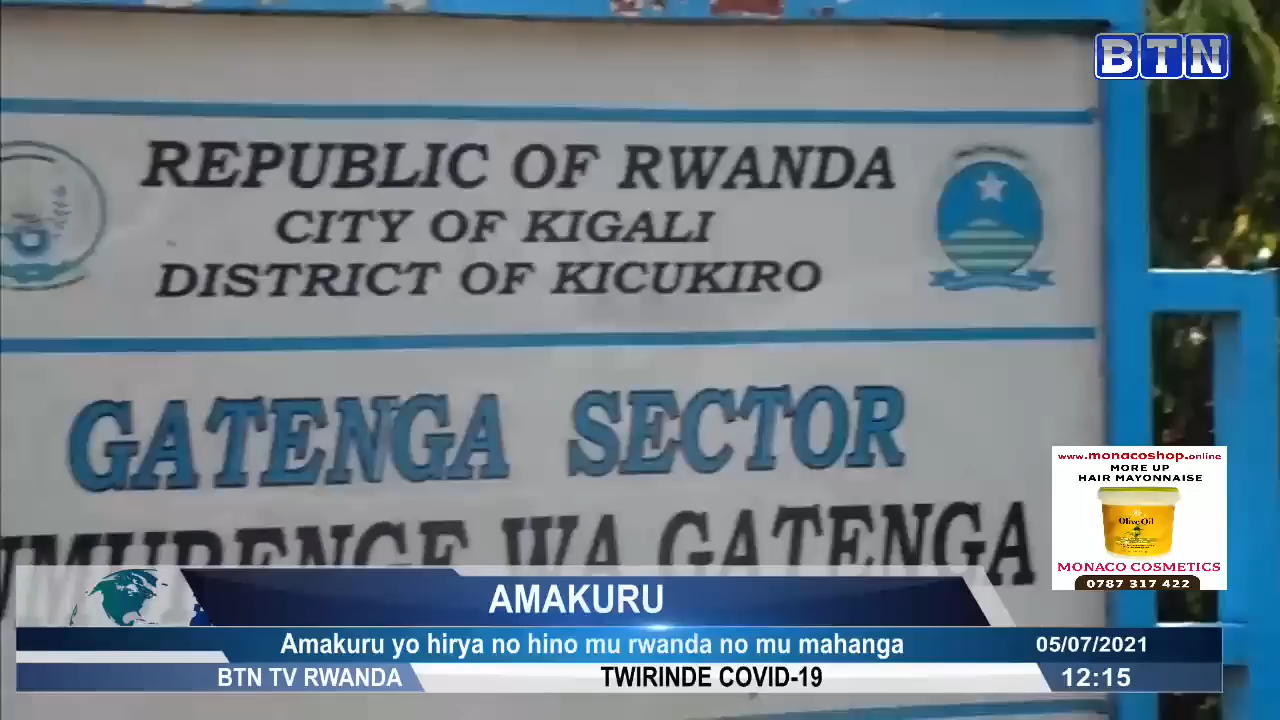 BTN
REPUBLIC OF RWANDA
CITY OF KIGALI
DISTRICT OF KICUKIRO
GATENGA SECTOR
UMURENGE WA GATENGA
www.monacoshop.online
MORE UP
HAIR MAYONNAISE
Olive Oil
MONACO COSMETICS
0787 317 422
AMAKURU
Amakuru yo hirya no hino mu rwanda no mu mahanga
05/07/2021
BTN TV RWANDA
TWIRINDE COVID-19
12:15